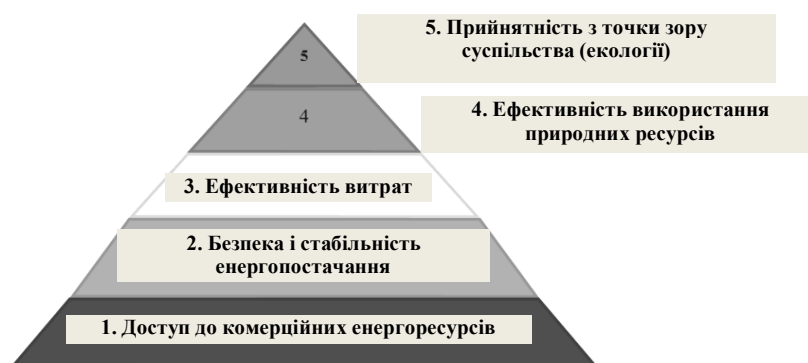 5. Прийнятність з точки зору
суспільства (екології)
5
4. Ефективність використання
природних ресурсів
4
3. Ефективність витрат
2. Безпека і стабільність
енергопостачання
1. Доступ до комерційних енергоресурсів